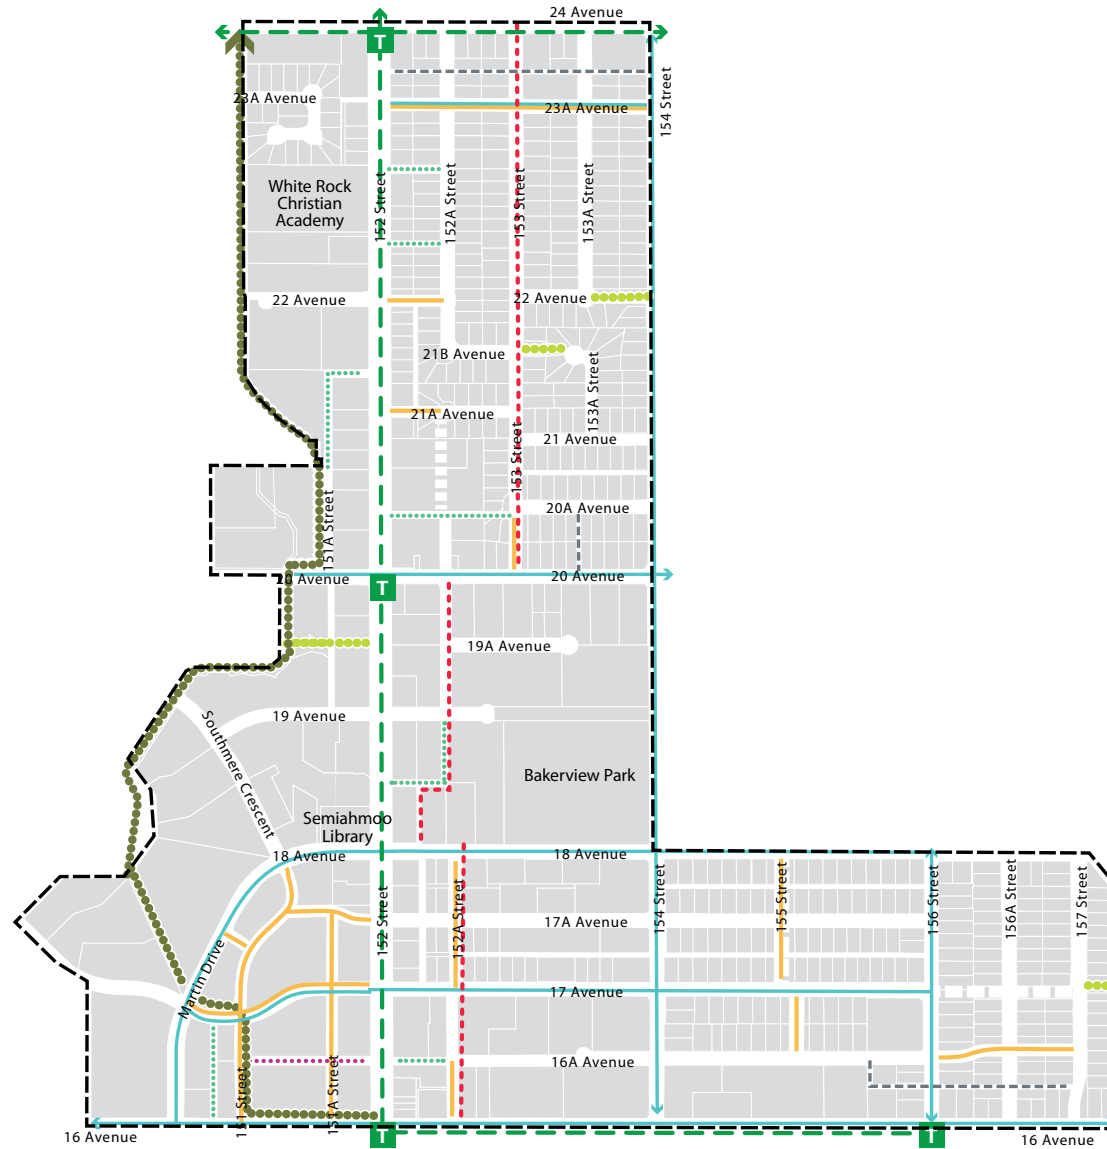 24 Avenue
T
23A Avenue
23A Avenue
154 Street
White Rock
Christian
Academy
152 Street
152A Street
153 Street
153A Street
22 Avenue
22 Avenue
21B Avenue
153A Street
21A Avenue
21 Avenue
153 Street
20A Avenue
151A Street
20 Avenue
T
20 Avenue
19A Avenue
19 Avenue
Southmere Crescent
Bakerview Park
Semiahmoo
Library
18 Avenue
18 Avenue
152 Street
152A Street
17A Avenue
154 Street
155 Street
156 Street
156A Street
157 Street
Martin Drive
17 Avenue
16A Avenue
151 Street
151A Street
16 Avenue
T
T
16 Avenue